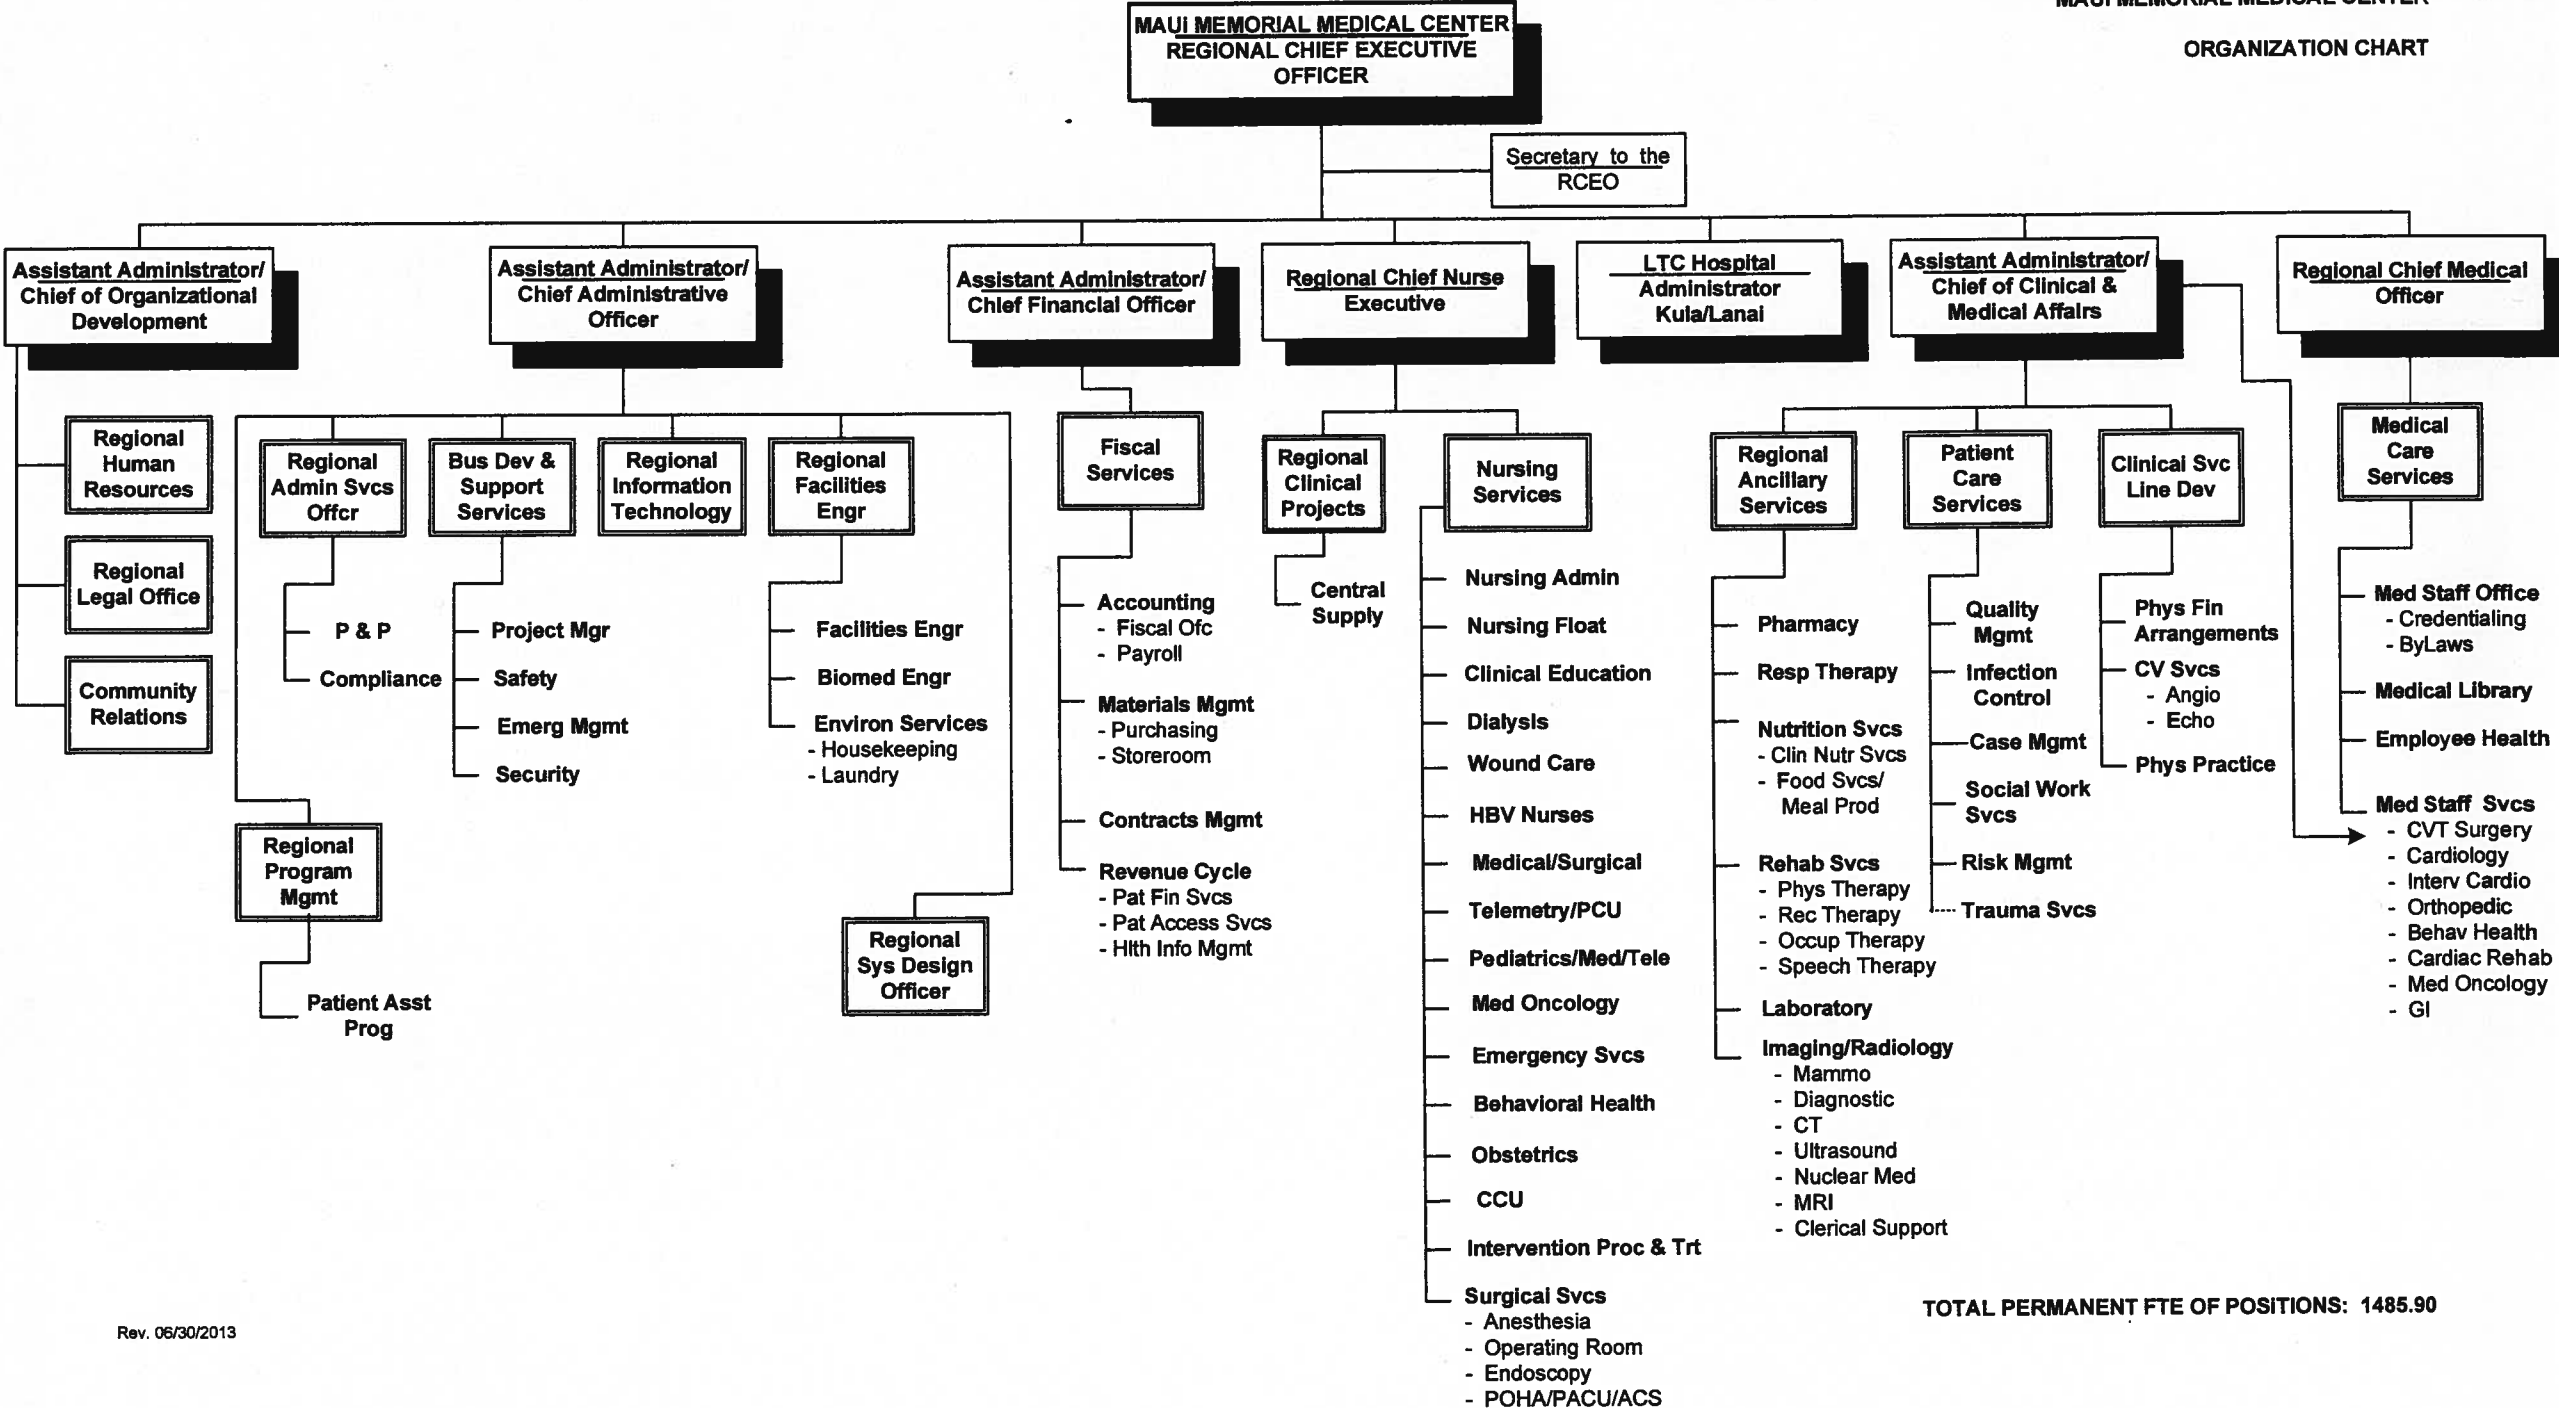 MAUI MEMORIAL MEDICAL CENTER
ORGANIZATION CHART
MAUi MEMORIAL MEDICAL CENTER
REGIONAL CHIEF EXECUTIVE
OFFICER
Secretary to the
RCEO
Assistant Administrator/
Chief of Organizational
Development
Assistant Administrator/
Chief Administrative
Officer
Assistant Administrator/
Chief Financial Officer
Regional Chief Nurse
Executive
LTC Hospital
Administrator
Kula/Lanai
Assistant Administrator/
Chief of Clinical &
Medical Affairs
Regional Chief Medical
Officer
Regional
Human
Resources
Regional
Legal Office
Community
Relations
Regional
Admin Svcs
Offcr
P & P
Compliance
Bus Dev &
Support
Services
Project Mgr
Safety
Emerg Mgmt
Security
Regional
Information
Technology
Regional
Facilities
Engr
Facilities Engr
Biomed Engr
Environ Services
- Housekeeping
- Laundry
Regional
Program
Mgmt
Patient Asst
Prog
Regional
Sys Design
Officer
Fiscal
Services
Accounting
- Fiscal Ofc
- Payroll
Materials Mgmt
- Purchasing
- Storeroom
Contracts Mgmt
Revenue Cycle
- Pat Fin Svcs
- Pat Access Svcs
- Hlth Info Mgmt
Regional
Clinical
Projects
Central
Supply
Nursing
Services
Nursing Admin
Nursing Float
Clinical Education
Dialysis
Wound Care
HBV Nurses
Medical/Surgical
Telemetry/PCU
Pediatrics/Med/Tele
Med Oncology
Emergency Svcs
Behavioral Health
Obstetrics
CCU
Intervention Proc & Trt
Surgical Svcs
- Anesthesia
- Operating Room
- Endoscopy
- POHA/PACU/ACS
Regional
Ancillary
Services
Pharmacy
Resp Therapy
Nutrition Svcs
- Clin Nutr Svcs
- Food Svcs/
Meal Prod
Rehab Svcs
- Phys Therapy
- Rec Therapy
- Occup Therapy
- Speech Therapy
Laboratory
Imaging/Radiology
- Mammo
- Diagnostic
- CT
- Ultrasound
- Nuclear Med
- MRI
- Clerical Support
Patient
Care
Services
Quality
Mgmt
Infection
Control
Case Mgmt
Social Work
Svcs
Risk Mgmt
Trauma Svcs
Clinical Svc
Line Dev
Phys Fin
Arrangements
CV Svcs
- Angio
- Echo
Phys Practice
Medical
Care
Services
Med Staff Office
- Credentialing
- ByLaws
Medical Library
Employee Health
Med Staff Svcs
- CVT Surgery
- Cardiology
- Interv Cardio
- Orthopedic
- Behav Health
- Cardiac Rehab
- Med Oncology
- GI
TOTAL PERMANENT FTE OF POSITIONS: 1485.90
Rev. 06/30/2013